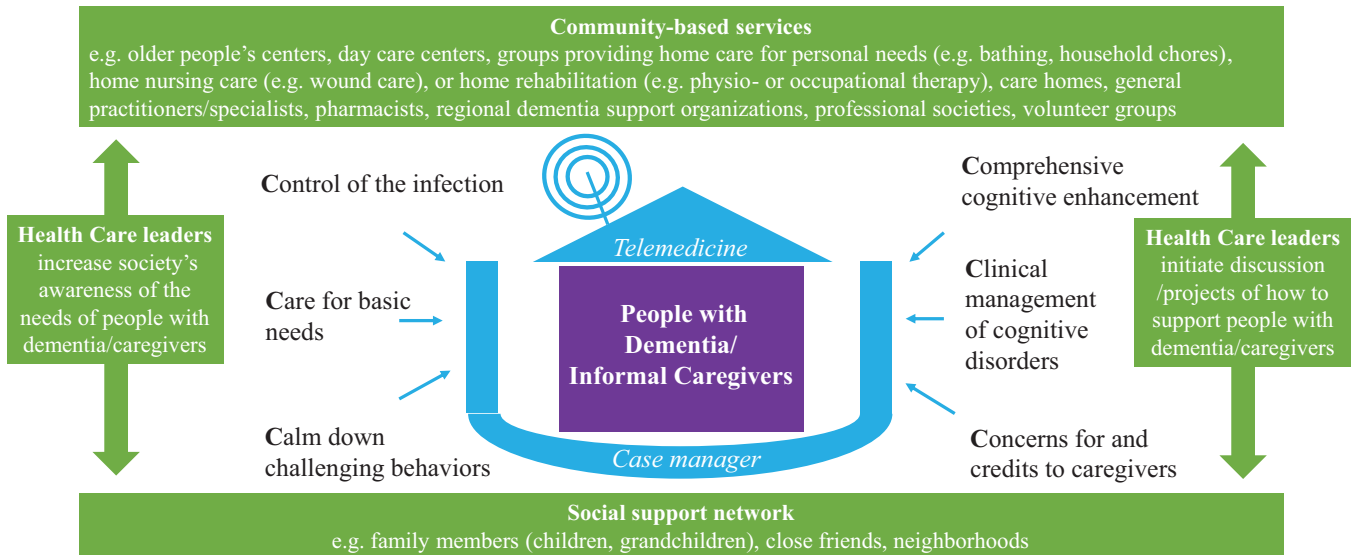 Community-based services
e.g. older people's centers, day care centers, groups providing home care for personal needs (e.g. bathing, household chores),
home nursing care (e.g. wound care), or home rehabilitation (e.g. physio- or occupational therapy), care homes, general
practitioners/specialists, pharmacists, regional dementia support organizations, professional societies, volunteer groups
Health Care leaders
increase society's
awareness of the
needs of people with
dementia/caregivers
Control of the infection
Care for basic
needs
Calm down
challenging behaviors
Telemedicine
People with
Dementia/
Informal Caregivers
Case manager
Comprehensive
cognitive enhancement
Clinical
management
of cognitive
disorders
Concerns for and
credits to caregivers
Health Care leaders
initiate discussion
/projects of how to
support people with
dementia/caregivers
Social support network
e.g. family members (children, grandchildren), close friends, neighborhoods